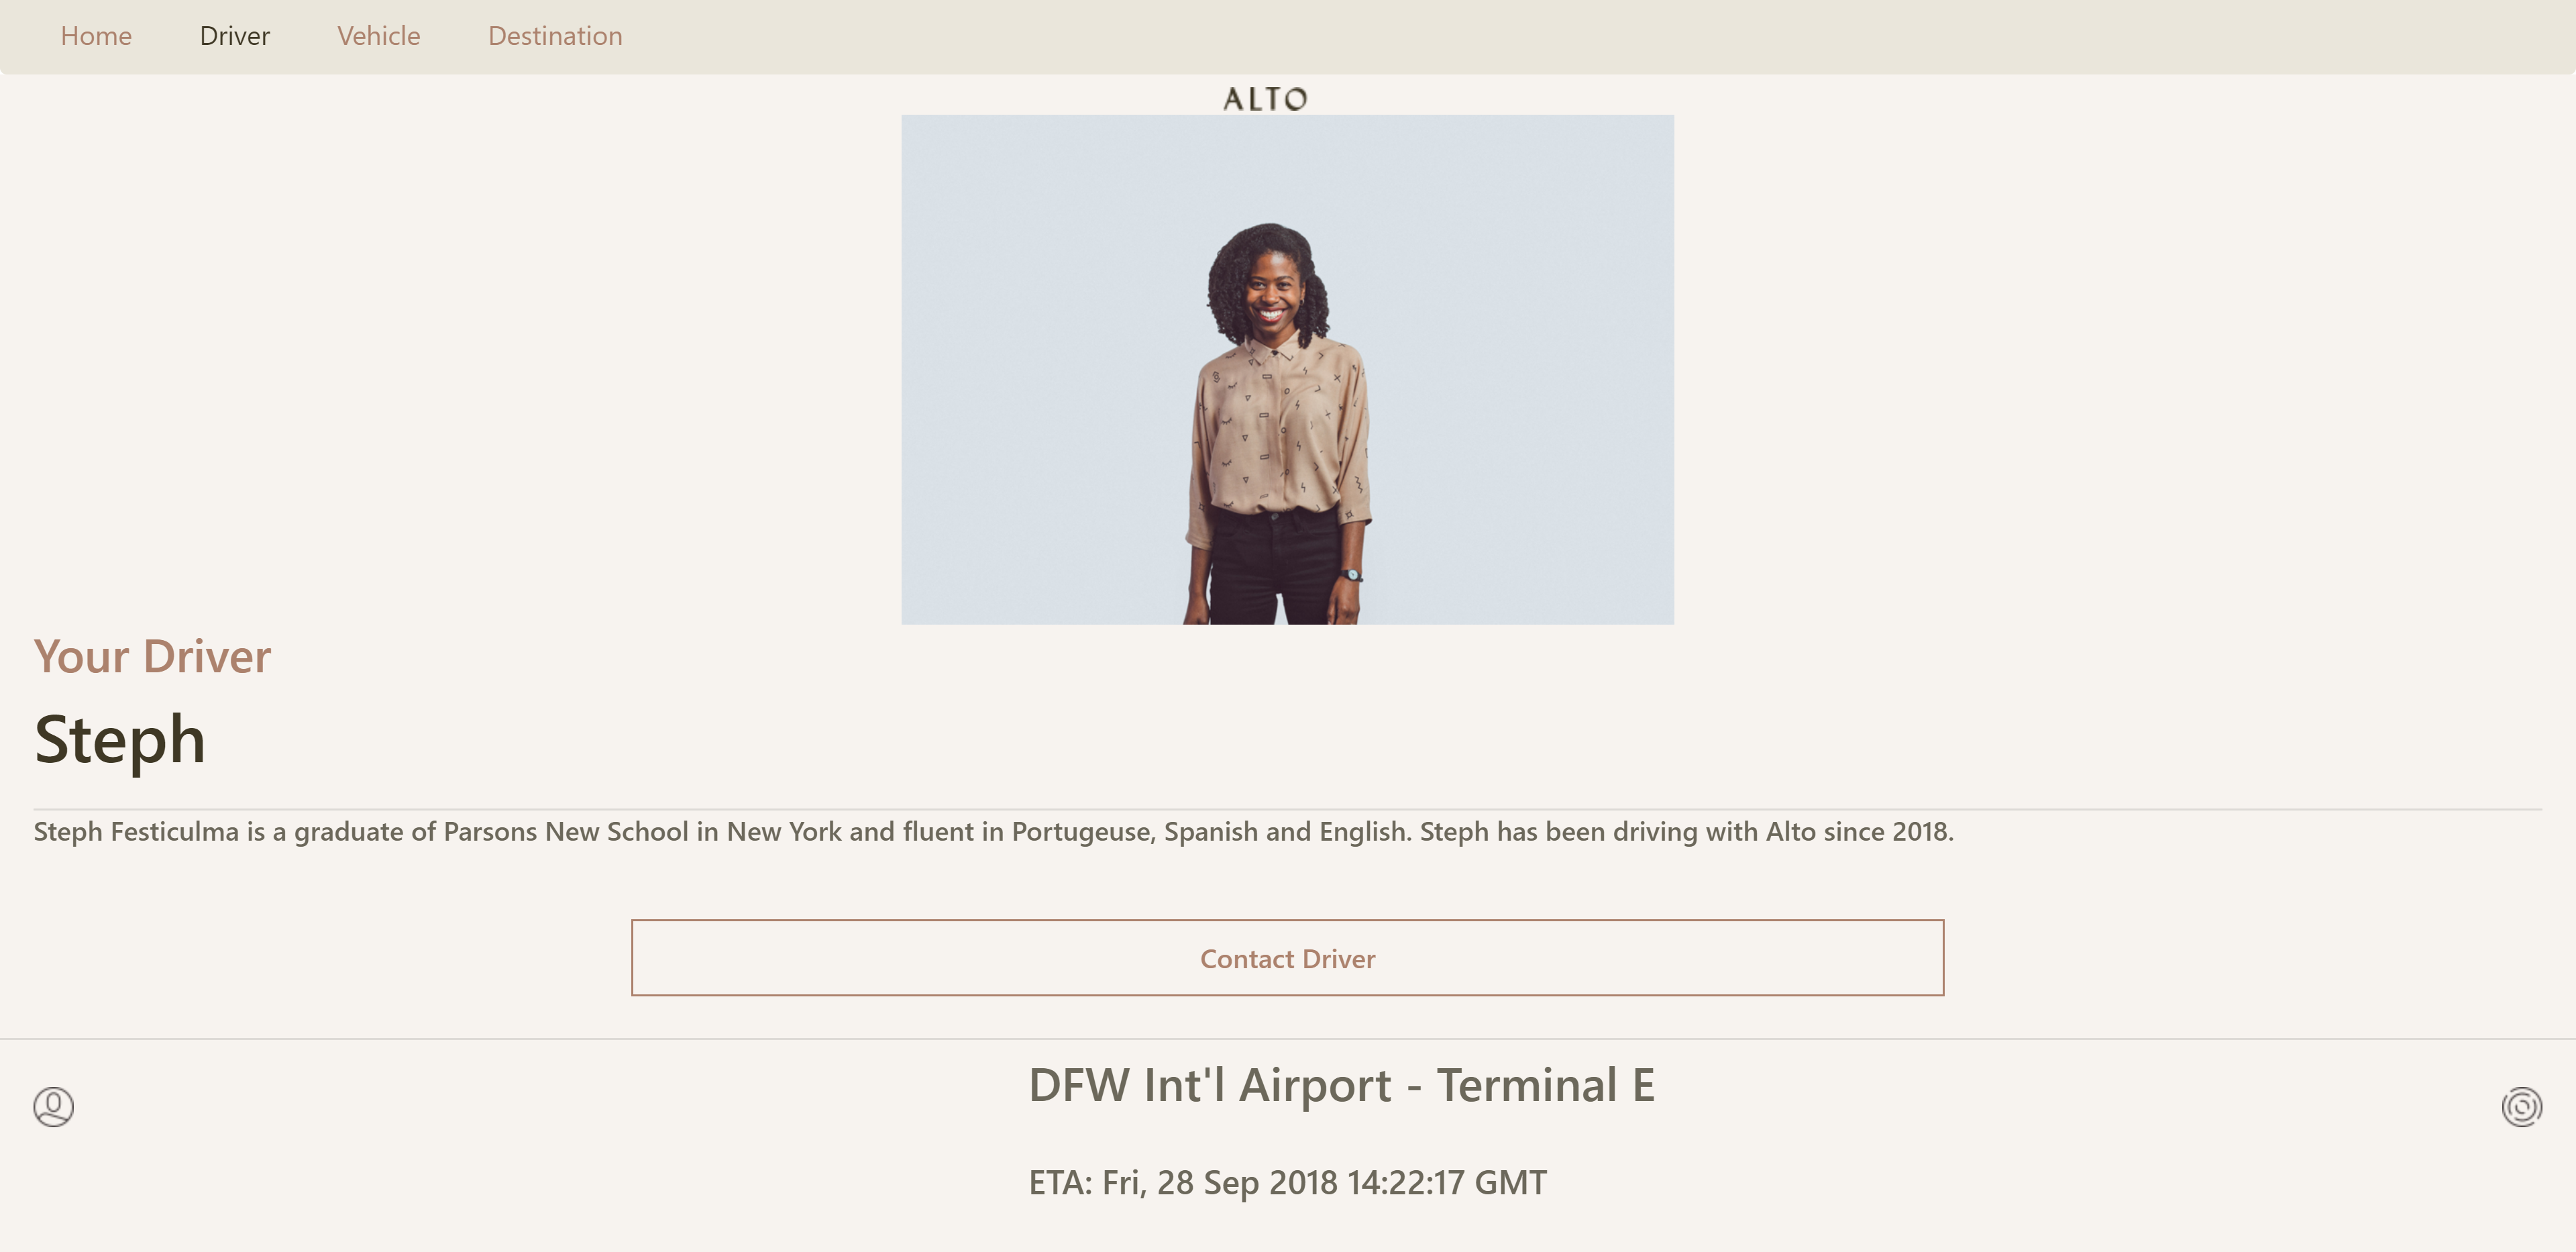 Home Driver Vehicle Destination
ALTO
Your Driver
Steph
Steph Festiculma is a graduate of Parsons New School in New York and fluent in Portugeuse, Spanish and English. Steph has been driving with Alto since 2018.
Contact Driver
DFW Int'l Airport - Terminal E
ETA: Fri, 28 Sep 2018 14:22:17 GMT